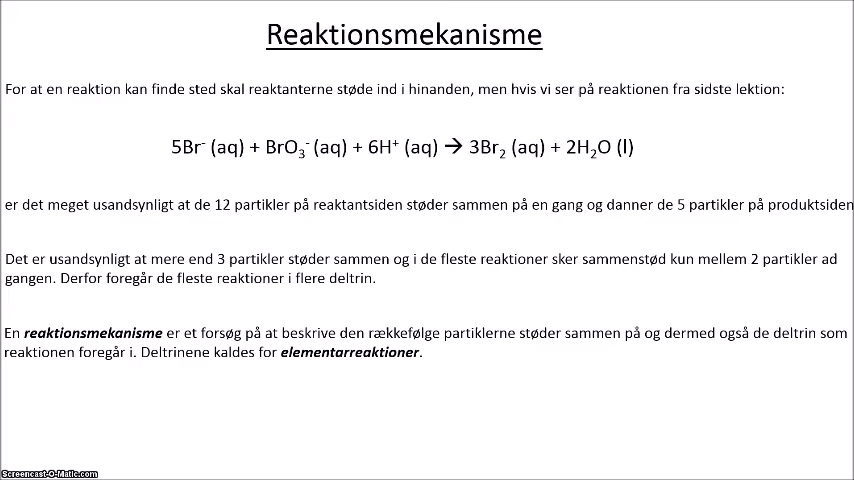 Reaktionsmekanisme
For at en reaktion kan finde sted skal reaktanterne støde ind i hinanden, men hvis vi ser på reaktionen fra sidste lektion:
5Br⁻ (aq) + BrO₃⁻ (aq) + 6H⁺ (aq) → 3Br₂ (aq) + 2H₂O (l)
er det meget usandsynligt at de 12 partikler på reaktantsiden støder sammen på en gang og danner de 5 partikler på produktsiden
Det er usandsynligt at mere end 3 partikler støder sammen og i de fleste reaktioner sker sammenstød kun mellem 2 partikler ad
gangen. Derfor foregår de fleste reaktioner i flere deltrin.
En reaktionsmekanisme er et forsøg på at beskrive den rækkefølge partiklerne støder sammen på og dermed også de deltrin som
reaktionen foregår i. Deltrinene kaldes for elementarreaktioner.
Screencast-O-Matic.com